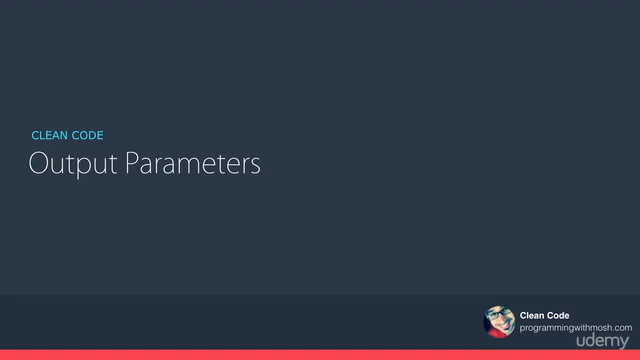 CLEAN CODE
Output Parameters
Clean Code
programmingwithmosh.com
udemy